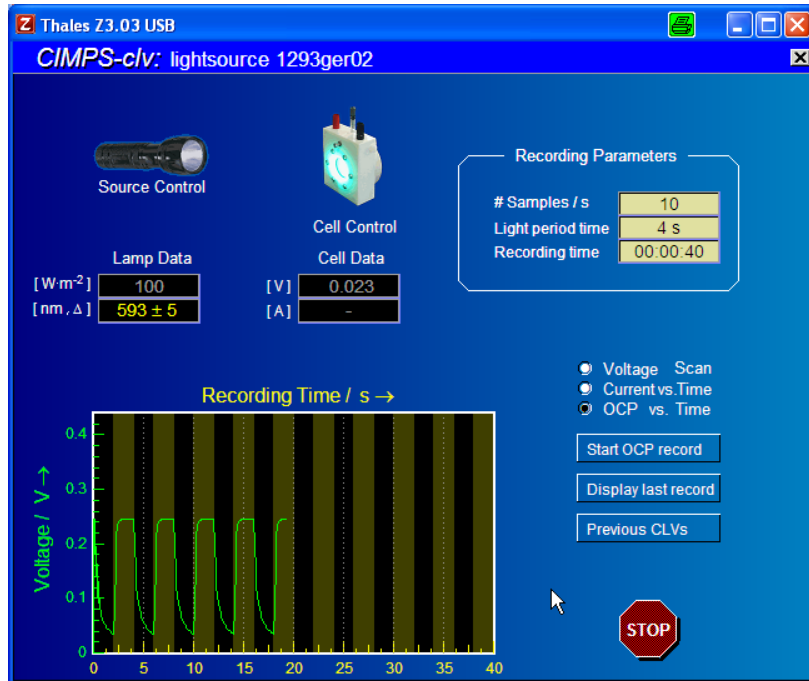 Thales Z3.03 USB
CIMPS-clv: lightsource 1293ger02
Source Control
Cell Control
Lamp Data
[W·m-2] 100
[nm, Δ] 593 ± 5
Cell Data
[V] 0.023
[A] -
Recording Parameters
# Samples / s 10
Light period time 4 s
Recording time 00:00:40
Voltage Scan
Current vs. Time
OCP vs. Time
Start OCP record
Display last record
Previous CLVs
STOP
Recording Time / s →
Voltage / V →
0.4
0.3
0.2
0.1
0
0 5 10 15 20 25 30 35 40